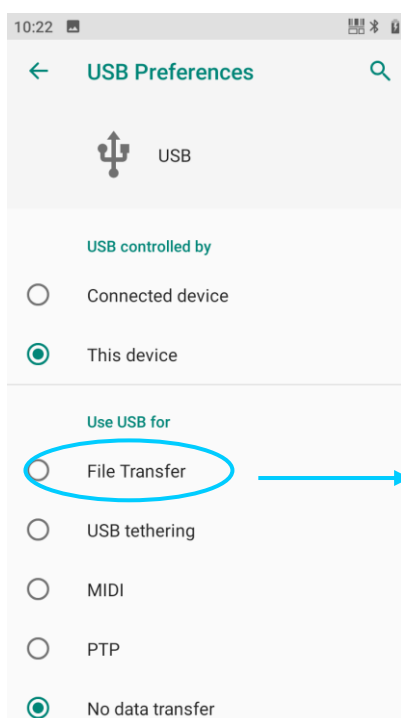 10:22
USB Preferences
USB
USB controlled by
Connected device
This device
Use USB for
File Transfer
USB tethering
MIDI
PTP
No data transfer